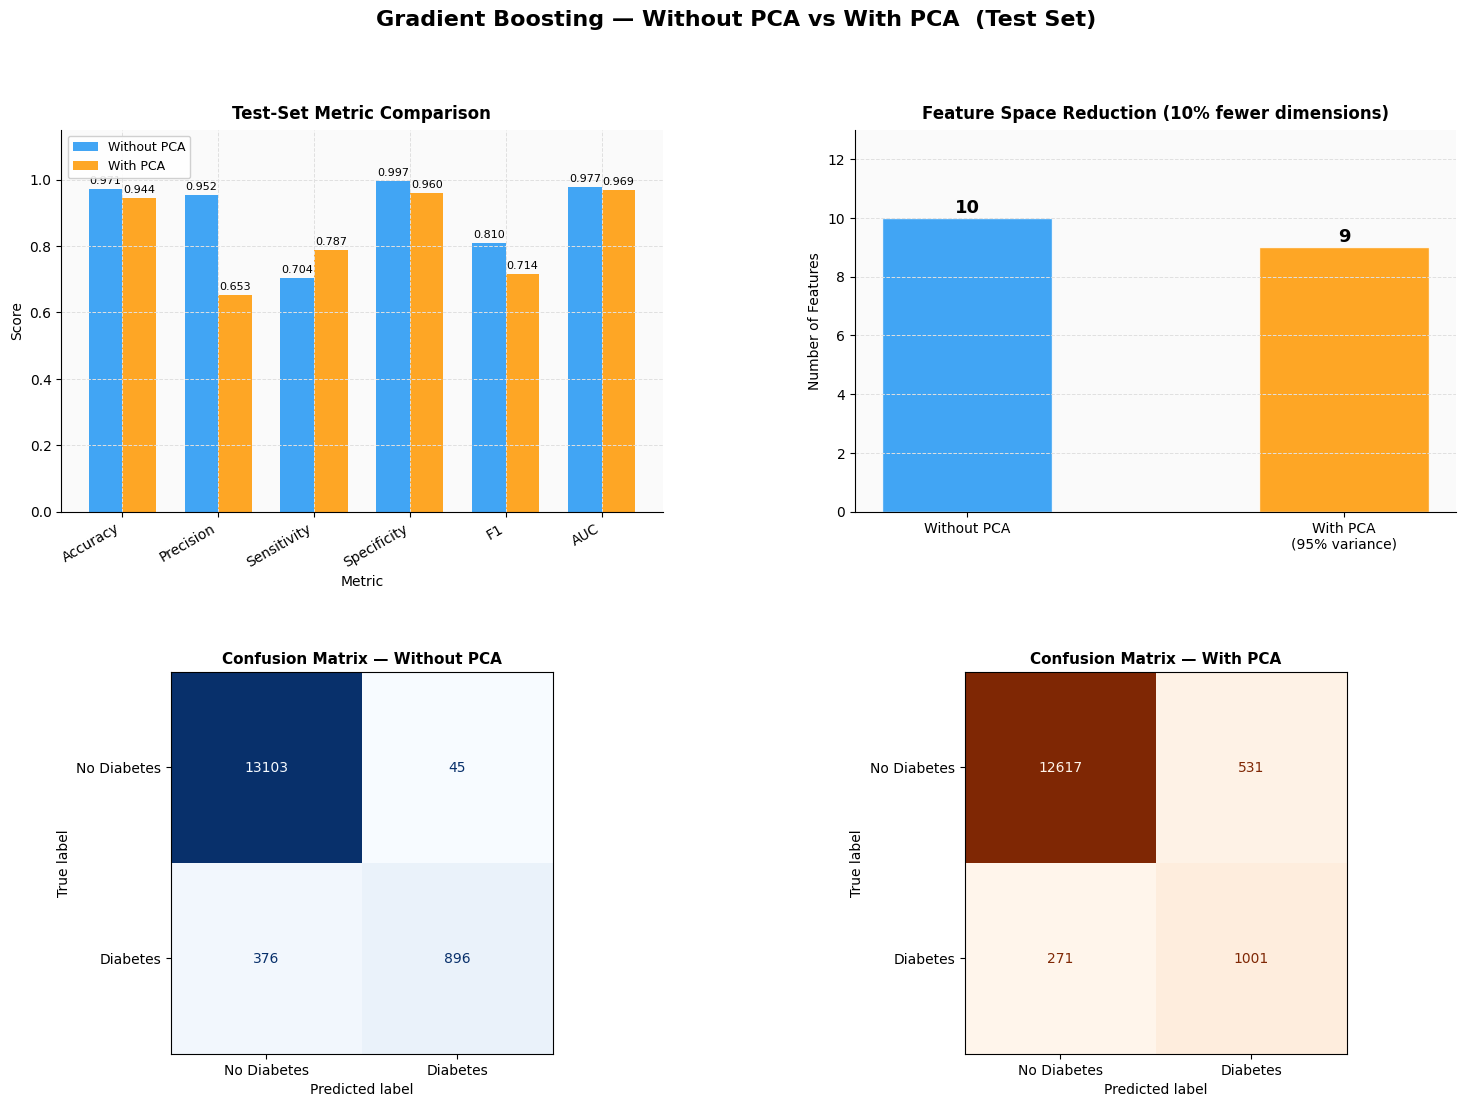 Gradient Boosting — Without PCA vs With PCA  (Test Set)
Test-Set Metric Comparison
Without PCA
With PCA
1.0
0.8
0.6
0.4
0.2
0.0
Score
0.971
0.944
0.952
0.653
0.704
0.787
0.997
0.960
0.810
0.714
0.977
0.969
Accuracy
Precision
Sensitivity
Specificity
F1
AUC
Metric
Feature Space Reduction (10% fewer dimensions)
12
10
8
6
4
2
0
Number of Features
10
9
Without PCA
With PCA
(95% variance)
Confusion Matrix — Without PCA
True label
No Diabetes
13103
45
Diabetes
376
896
No Diabetes
Diabetes
Predicted label
Confusion Matrix — With PCA
True label
No Diabetes
12617
531
Diabetes
271
1001
No Diabetes
Diabetes
Predicted label